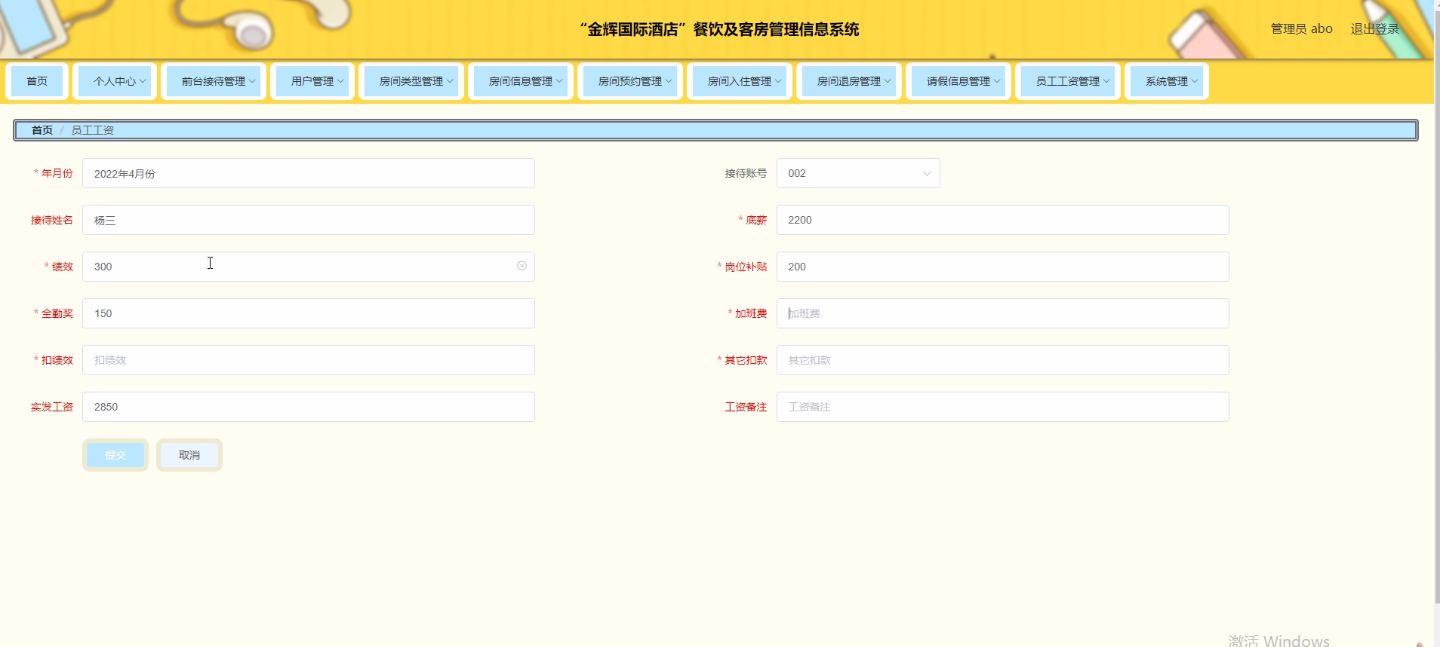 “金辉国际酒店”餐饮及客房管理信息系统
管理员 abo 退出登录
首页 个人中心 前台接待管理 用户管理 房间类型管理 房间信息管理 房间预约管理 房间入住管理 房间退房管理 请假信息管理 员工工资管理 系统管理
首页 / 员工工资
* 年月份 2022年4月份 接待账号 002
接待姓名 杨三 * 底薪 2200
* 绩效 300 * 岗位补贴 200
* 全勤奖 150 * 加班费 加班费
* 扣绩效 扣绩效 * 其它扣款 其它扣款
实发工资 2850 工资备注 工资备注
提交 取消
激活 Windows